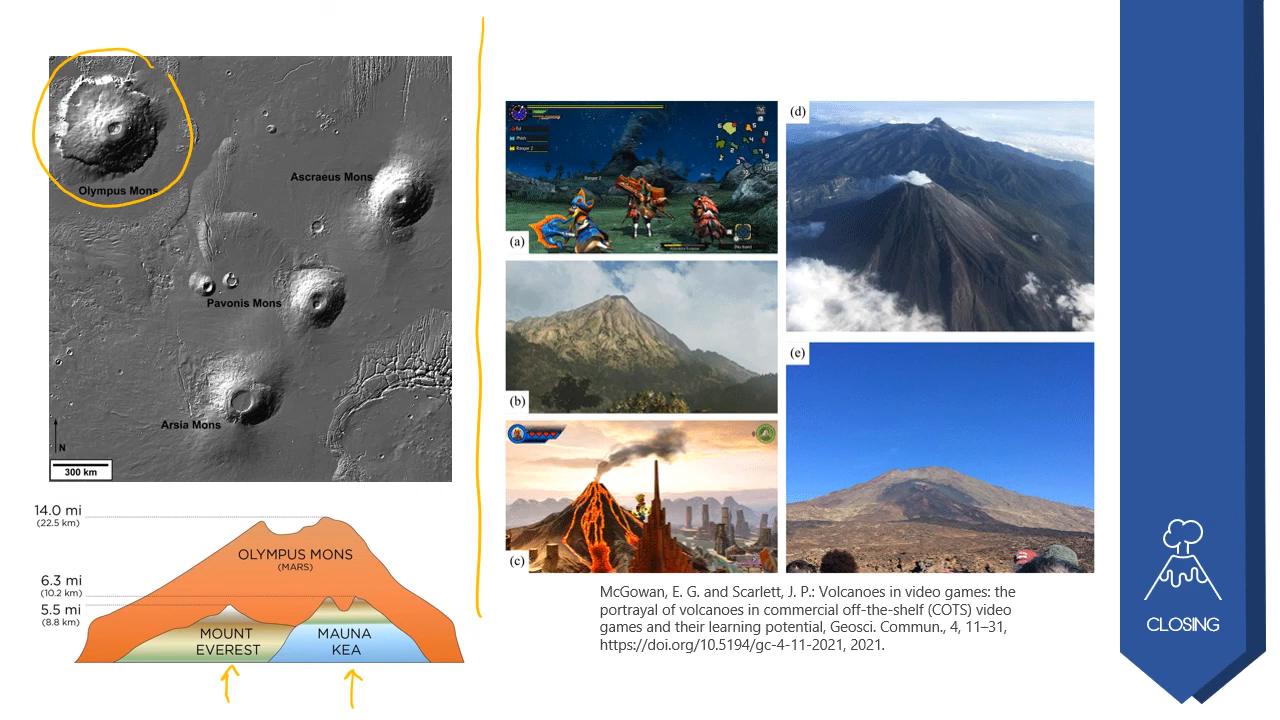 Olympus Mons
Ascraeus Mons
Pavonis Mons
Arsia Mons
N
300 km
14.0 mi
(22.5 km)
6.3 mi
(10.2 km)
5.5 mi
(8.8 km)
OLYMPUS MONS
(MARS)
MOUNT
EVEREST
MAUNA
KEA
(a)
(b)
(c)
(d)
(e)
McGowan, E. G. and Scarlett, J. P.: Volcanoes in video games: the
portrayal of volcanoes in commercial off-the-shelf (COTS) video
games and their learning potential, Geosci. Commun., 4, 11–31,
https://doi.org/10.5194/gc-4-11-2021, 2021.
CLOSING